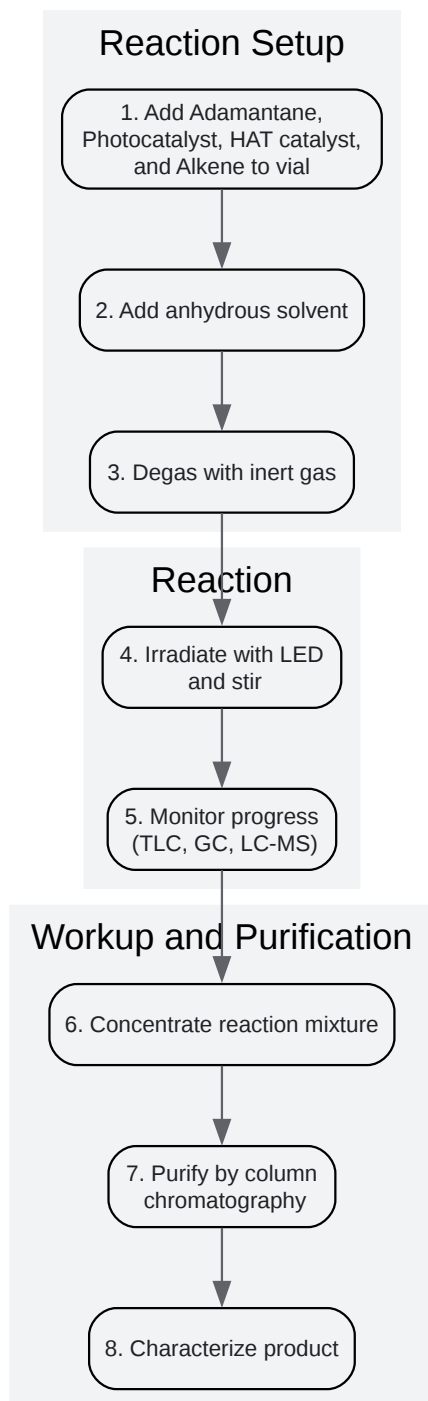 Reaction Setup
1. Add Adamantane,
Photocatalyst, HAT catalyst,
and Alkene to vial
2. Add anhydrous solvent
3. Degas with inert gas
Reaction
4. Irradiate with LED
and stir
5. Monitor progress
(TLC, GC, LC-MS)
Workup and Purification
6. Concentrate reaction mixture
7. Purify by column
chromatography
8. Characterize product